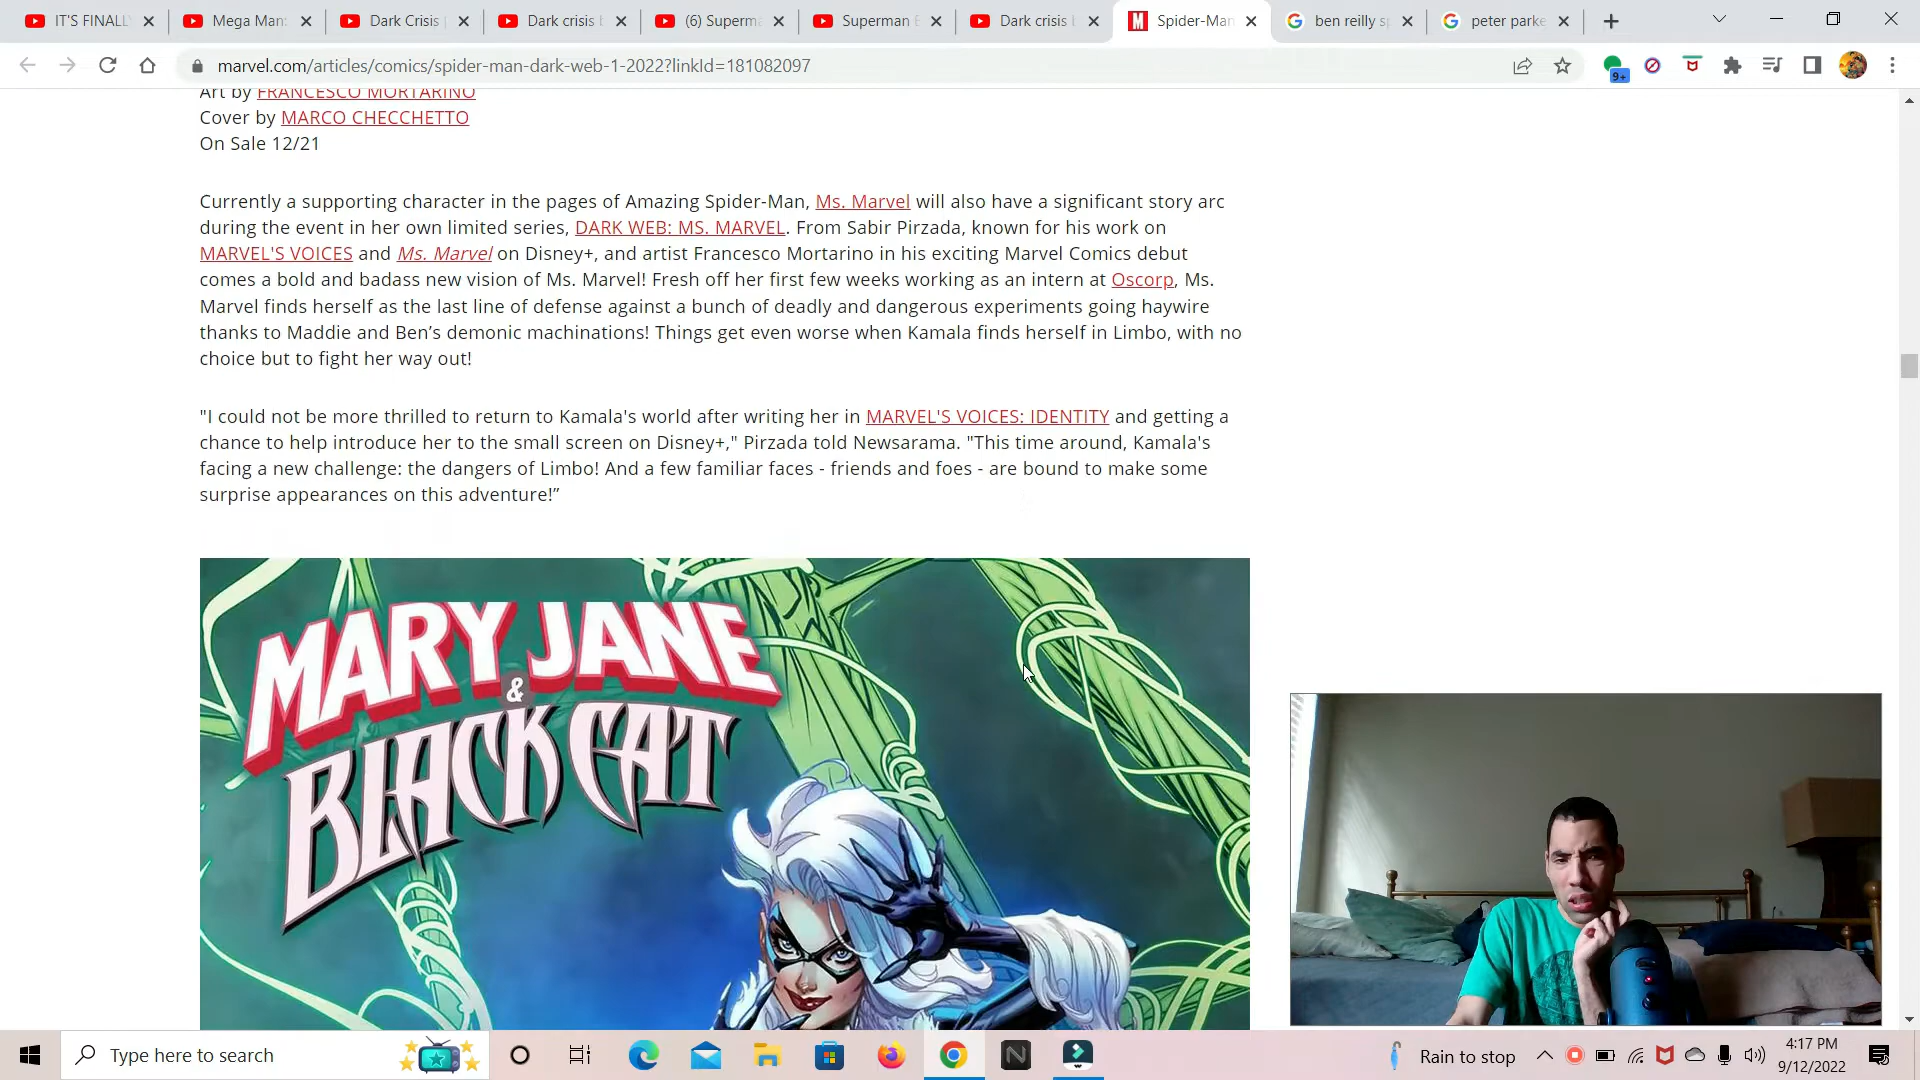 IT'S FINALLY
Mega Man
Dark Crisis
Dark crisis
(6) Superm
Superman
Dark crisis
Spider-Man
ben reilly sp
peter parke
marvel.com/articles/comics/spider-man-dark-web-1-2022?linkId=181082097
9+
Art by FRANCESCO MORTARINO
Cover by MARCO CHECCHETTO
On Sale 12/21
Currently a supporting character in the pages of Amazing Spider-Man, Ms. Marvel will also have a significant story arc
during the event in her own limited series, DARK WEB: MS. MARVEL. From Sabir Pirzada, known for his work on
MARVEL'S VOICES and Ms. Marvel on Disney+, and artist Francesco Mortarino in his exciting Marvel Comics debut
comes a bold and badass new vision of Ms. Marvel! Fresh off her first few weeks working as an intern at Oscorp, Ms.
Marvel finds herself as the last line of defense against a bunch of deadly and dangerous experiments going haywire
thanks to Maddie and Ben’s demonic machinations! Things get even worse when Kamala finds herself in Limbo, with no
choice but to fight her way out!
"I could not be more thrilled to return to Kamala's world after writing her in MARVEL'S VOICES: IDENTITY and getting a
chance to help introduce her to the small screen on Disney+," Pirzada told Newsarama. "This time around, Kamala's
facing a new challenge: the dangers of Limbo! And a few familiar faces - friends and foes - are bound to make some
surprise appearances on this adventure!”
MARY JANE
&
BLACK CAT
Type here to search
Rain to stop
4:17 PM
9/12/2022